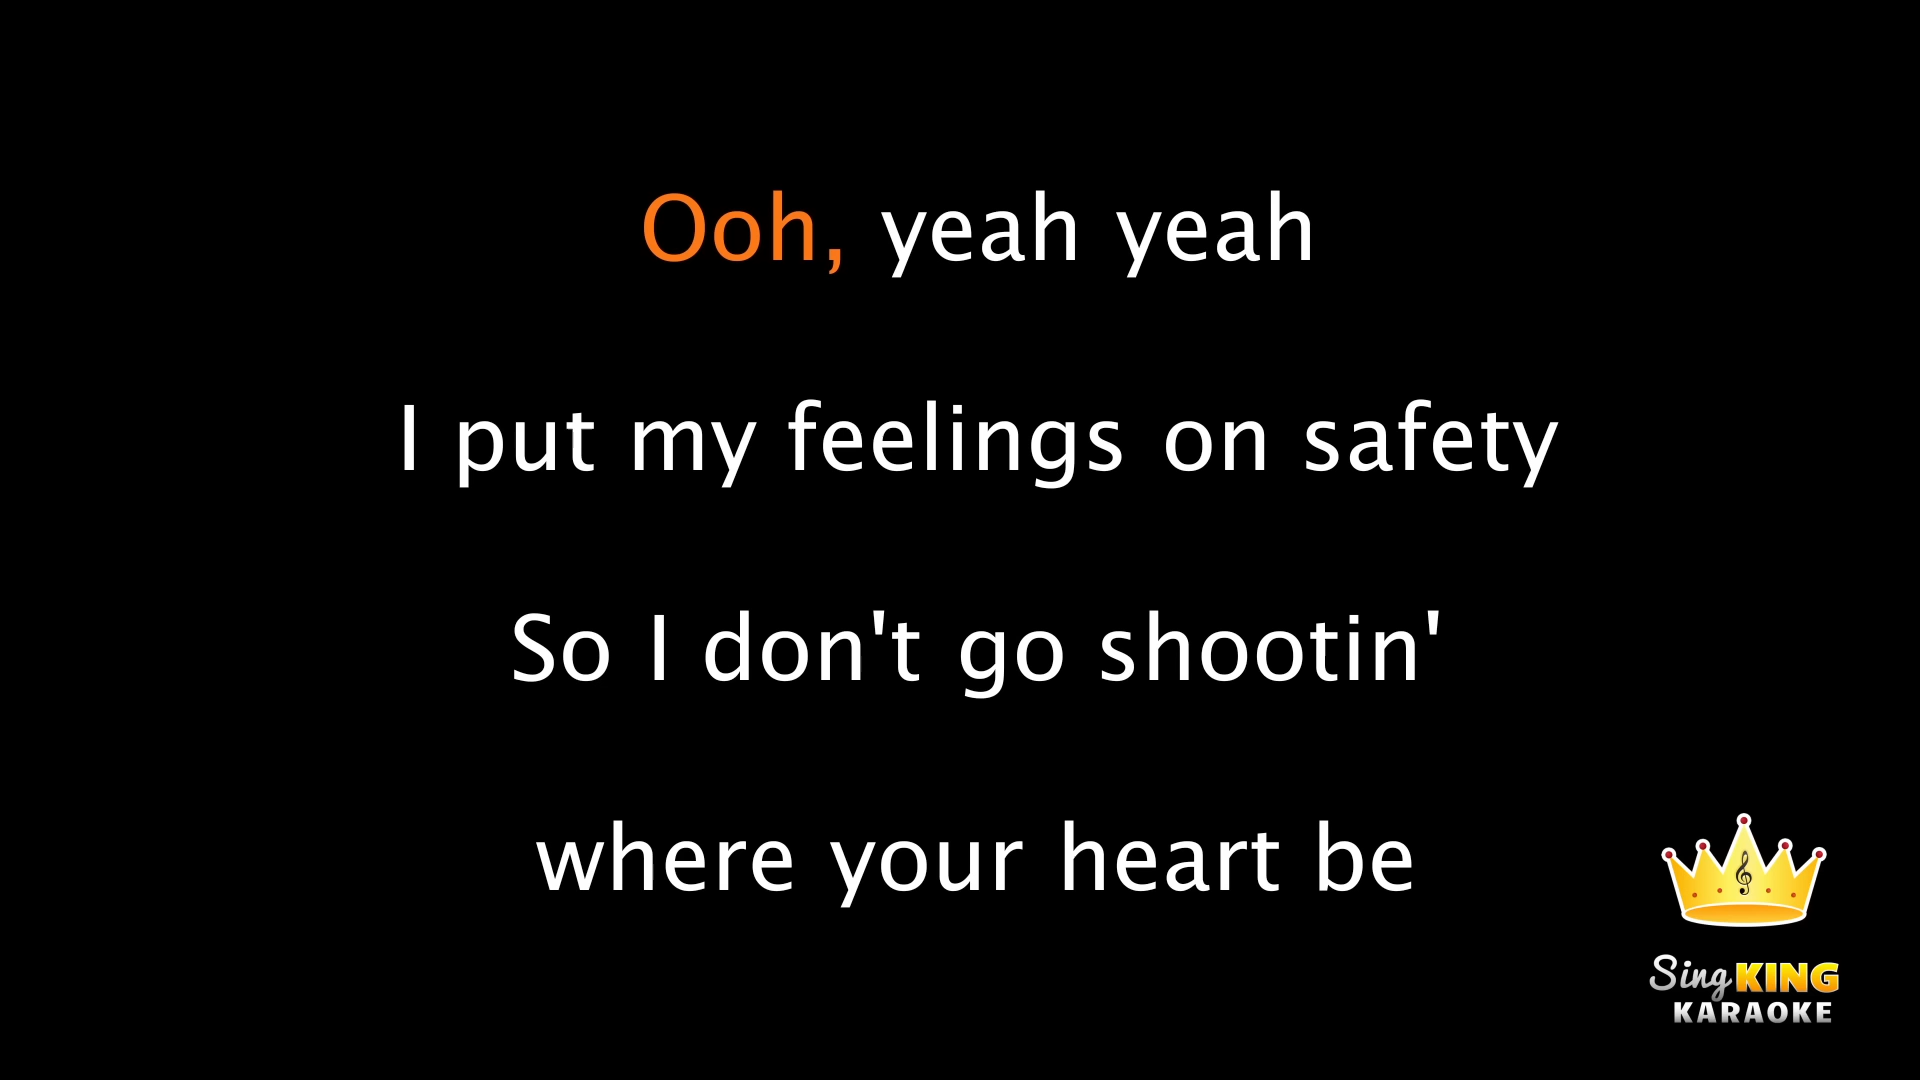 Ooh, yeah yeah
I put my feelings on safety
So I don't go shootin'
where your heart be
Sing KING
KARAOKE